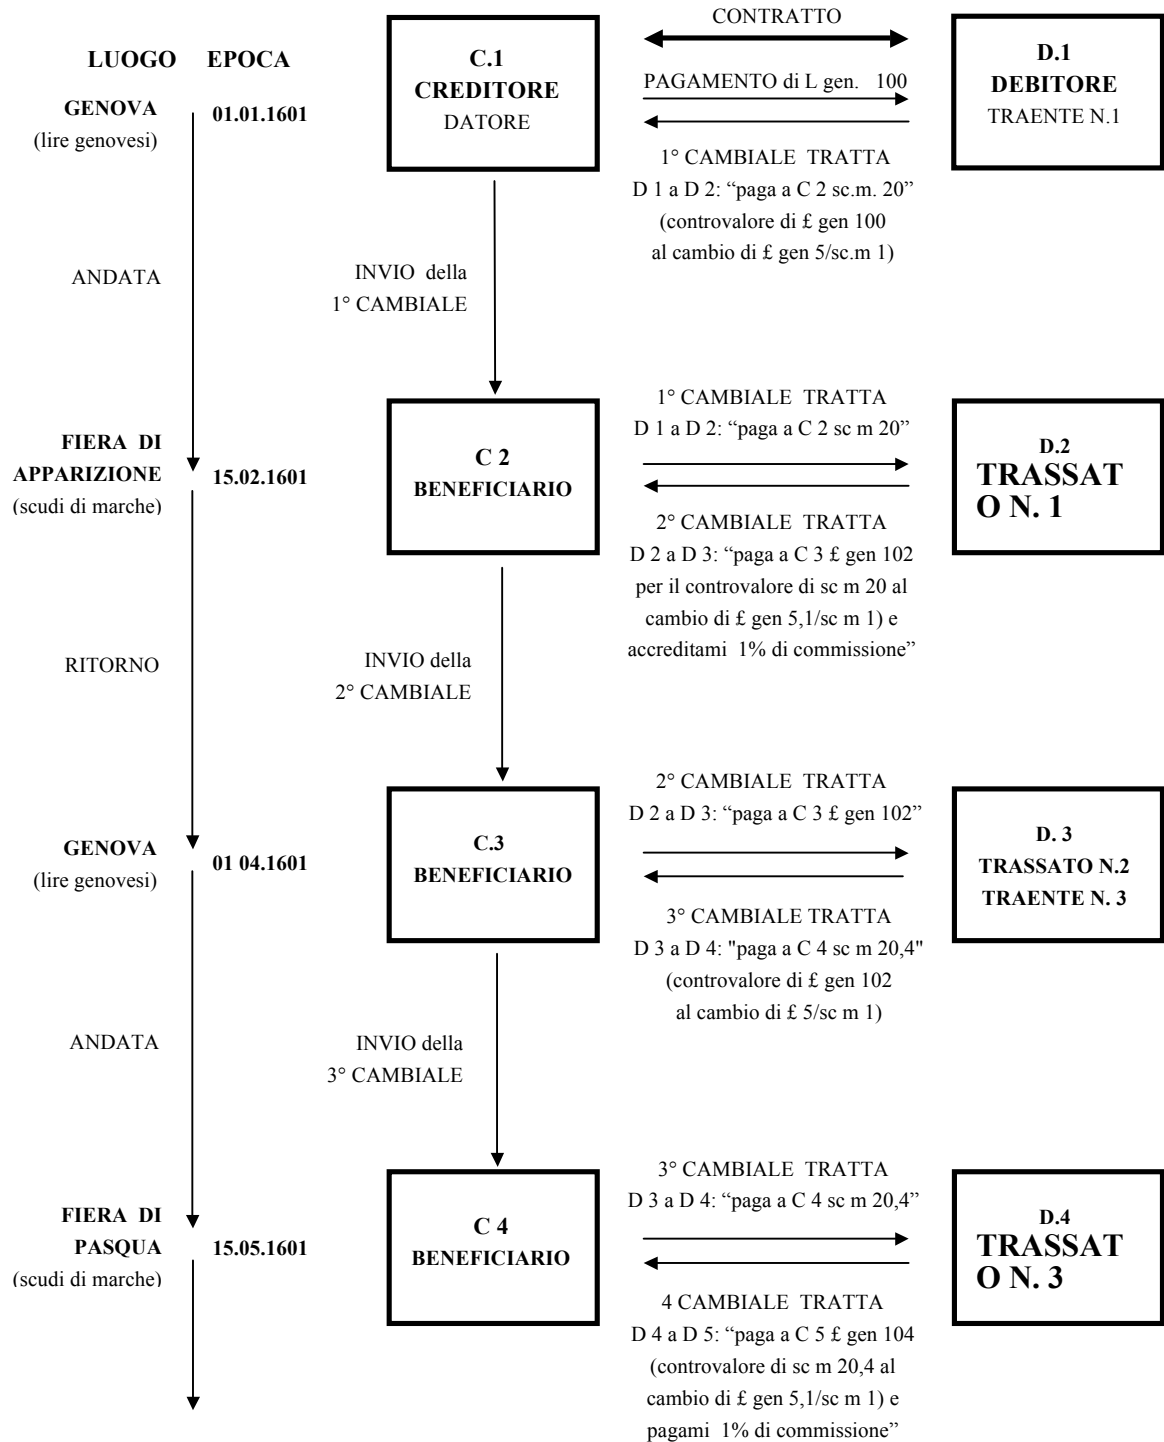 CONTRATTO
LUOGO EPOCA
C.1
CREDITORE
DATORE
D.1
DEBITORE
TRAENTE N.1
GENOVA
(lire genovesi)
01.01.1601
PAGAMENTO di L gen. 100
1° CAMBIALE TRATTA
D 1 a D 2: “paga a C 2 sc.m. 20”
(controvalore di £ gen 100
al cambio di £ gen 5/sc.m 1)
ANDATA
INVIO della
1° CAMBIALE
FIERA DI
APPARIZIONE
(scudi di marche)
15.02.1601
C 2
BENEFICIARIO
1° CAMBIALE TRATTA
D 1 a D 2: “paga a C 2 sc m 20”
D.2
TRASSAT
O N. 1
2° CAMBIALE TRATTA
D 2 a D 3: “paga a C 3 £ gen 102
per il controvalore di sc m 20 al
cambio di £ gen 5,1/sc m 1) e
accreditami 1% di commissione”
RITORNO
INVIO della
2° CAMBIALE
GENOVA
(lire genovesi)
01 04.1601
C.3
BENEFICIARIO
2° CAMBIALE TRATTA
D 2 a D 3: “paga a C 3 £ gen 102”
D. 3
TRASSATO N.2
TRAENTE N. 3
3° CAMBIALE TRATTA
D 3 a D 4: "paga a C 4 sc m 20,4"
(controvalore di £ gen 102
al cambio di £ 5/sc m 1)
ANDATA
INVIO della
3° CAMBIALE
FIERA DI
PASQUA
(scudi di marche)
15.05.1601
C 4
BENEFICIARIO
3° CAMBIALE TRATTA
D 3 a D 4: “paga a C 4 sc m 20,4”
D.4
TRASSAT
O N. 3
4 CAMBIALE TRATTA
D 4 a D 5: “paga a C 5 £ gen 104
(controvalore di sc m 20,4 al
cambio di £ gen 5,1/sc m 1) e
pagami 1% di commissione”